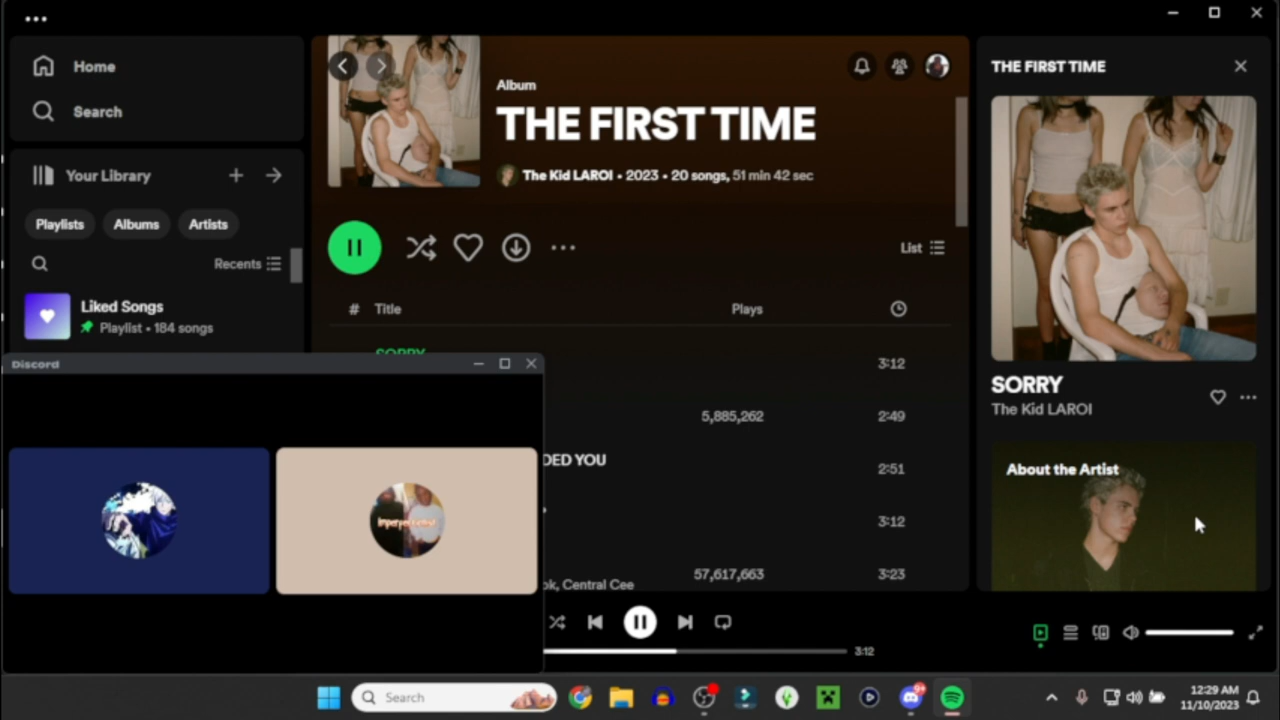 Home
Search
Your Library
Playlists
Albums
Artists
Recents
Liked Songs
Playlist • 184 songs
Album
THE FIRST TIME
The Kid LAROI • 2023 • 20 songs, 51 min 42 sec
List
# Title Plays
SORRY
3:12
5,885,262 2:49
DED YOU 2:51
3:12
57,617,663 3:23
ok, Central Cee
Discord
3:12
THE FIRST TIME
SORRY
The Kid LAROI
About the Artist
Search
12:29 AM
11/10/2023